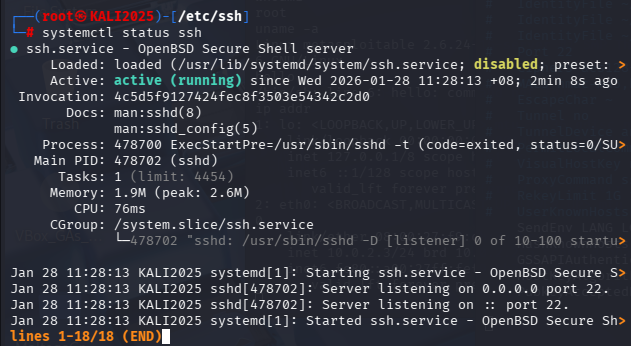 ┌──(root㉿KALI2025)-[/etc/ssh]
└─# systemctl status ssh
● ssh.service - OpenBSD Secure Shell server
     Loaded: loaded (/usr/lib/systemd/system/ssh.service; disabled; preset: >
     Active: active (running) since Wed 2026-01-28 11:28:13 +08; 2min 8s ago
 Invocation: 4c5d5f9127424fec8f3503e54342c2d0
       Docs: man:sshd(8)
             man:sshd_config(5)
    Process: 478700 ExecStartPre=/usr/sbin/sshd -t (code=exited, status=0/SU>
   Main PID: 478702 (sshd)
      Tasks: 1 (limit: 4454)
     Memory: 1.9M (peak: 2.6M)
        CPU: 76ms
     CGroup: /system.slice/ssh.service
             └─478702 "sshd: /usr/sbin/sshd -D [listener] 0 of 10-100 startu>
Jan 28 11:28:13 KALI2025 systemd[1]: Starting ssh.service - OpenBSD Secure S>
Jan 28 11:28:13 KALI2025 sshd[478702]: Server listening on 0.0.0.0 port 22.
Jan 28 11:28:13 KALI2025 sshd[478702]: Server listening on :: port 22.
Jan 28 11:28:13 KALI2025 systemd[1]: Started ssh.service - OpenBSD Secure Sh>
lines 1-18/18 (END)